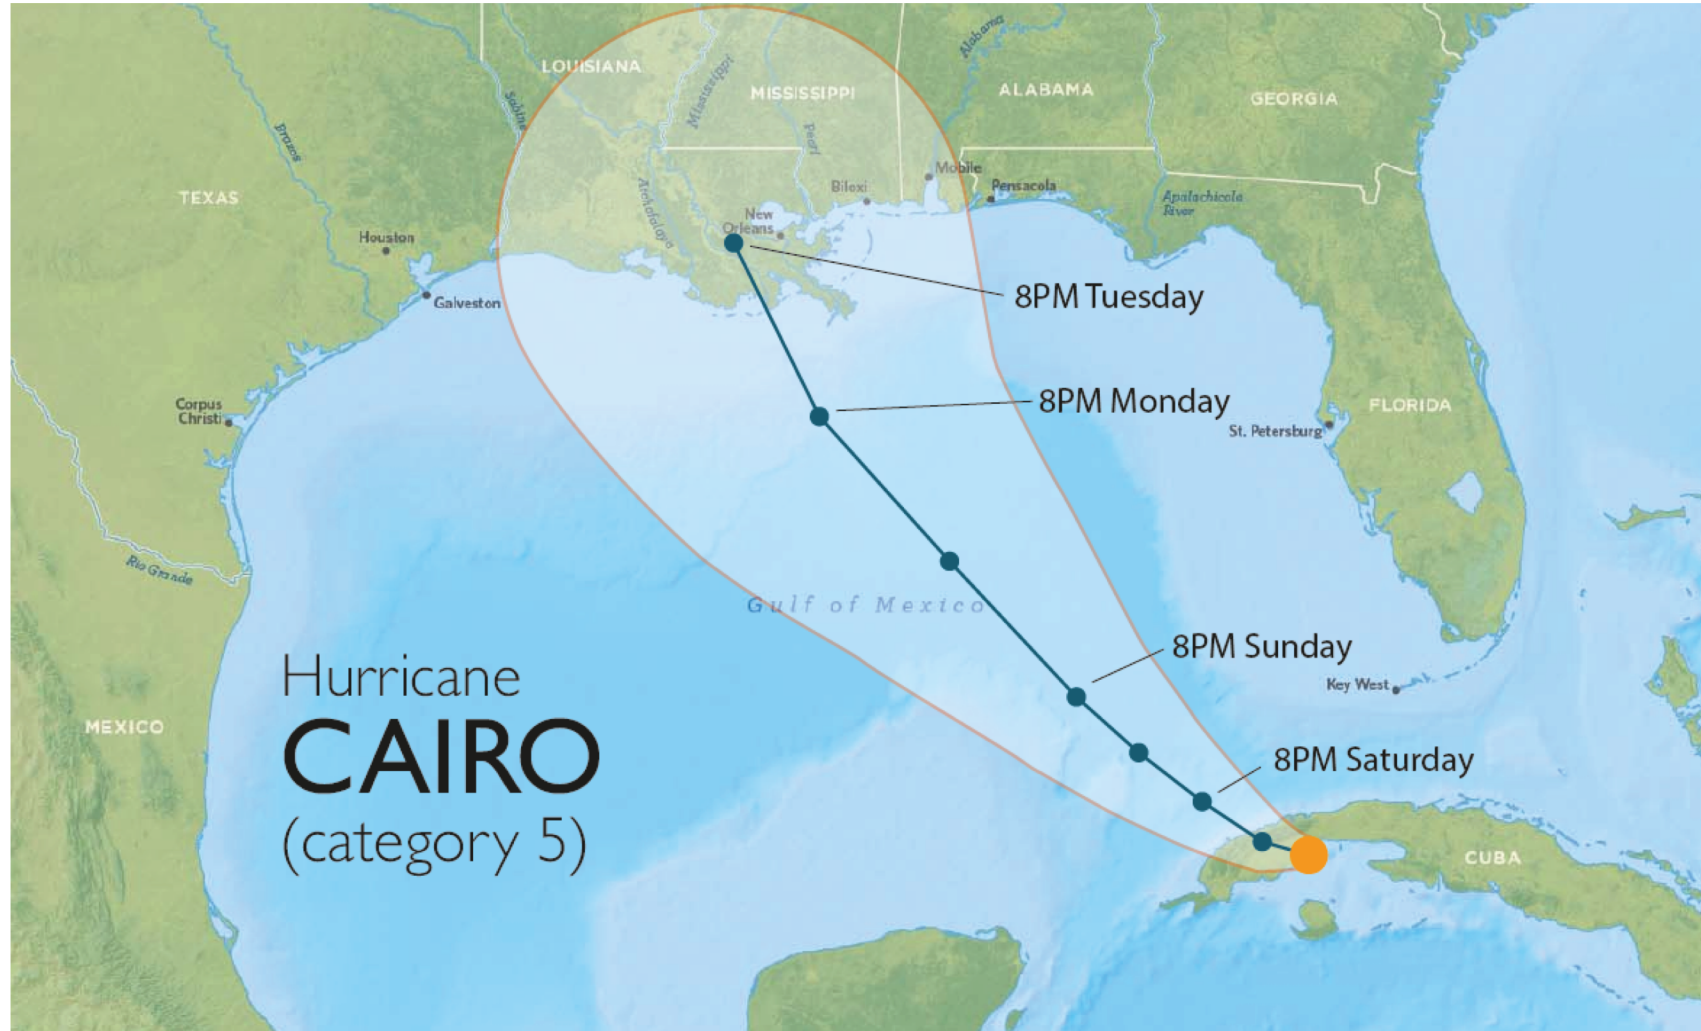 LOUISIANA
Mississippi
MISSISSIPPI
Alabama
ALABAMA
GEORGIA
Sabine
Brazos
Pearl
TEXAS
Atchafalaya
Biloxi
Mobile
Pensacola
Apalachicola
River
New
Orleans
Houston
Galveston
8PM Tuesday
8PM Monday
Corpus
Christi
FLORIDA
St. Petersburg
Rio Grande
Gulf of Mexico
8PM Sunday
Key West
Hurricane
CAIRO
(category 5)
MEXICO
8PM Saturday
CUBA